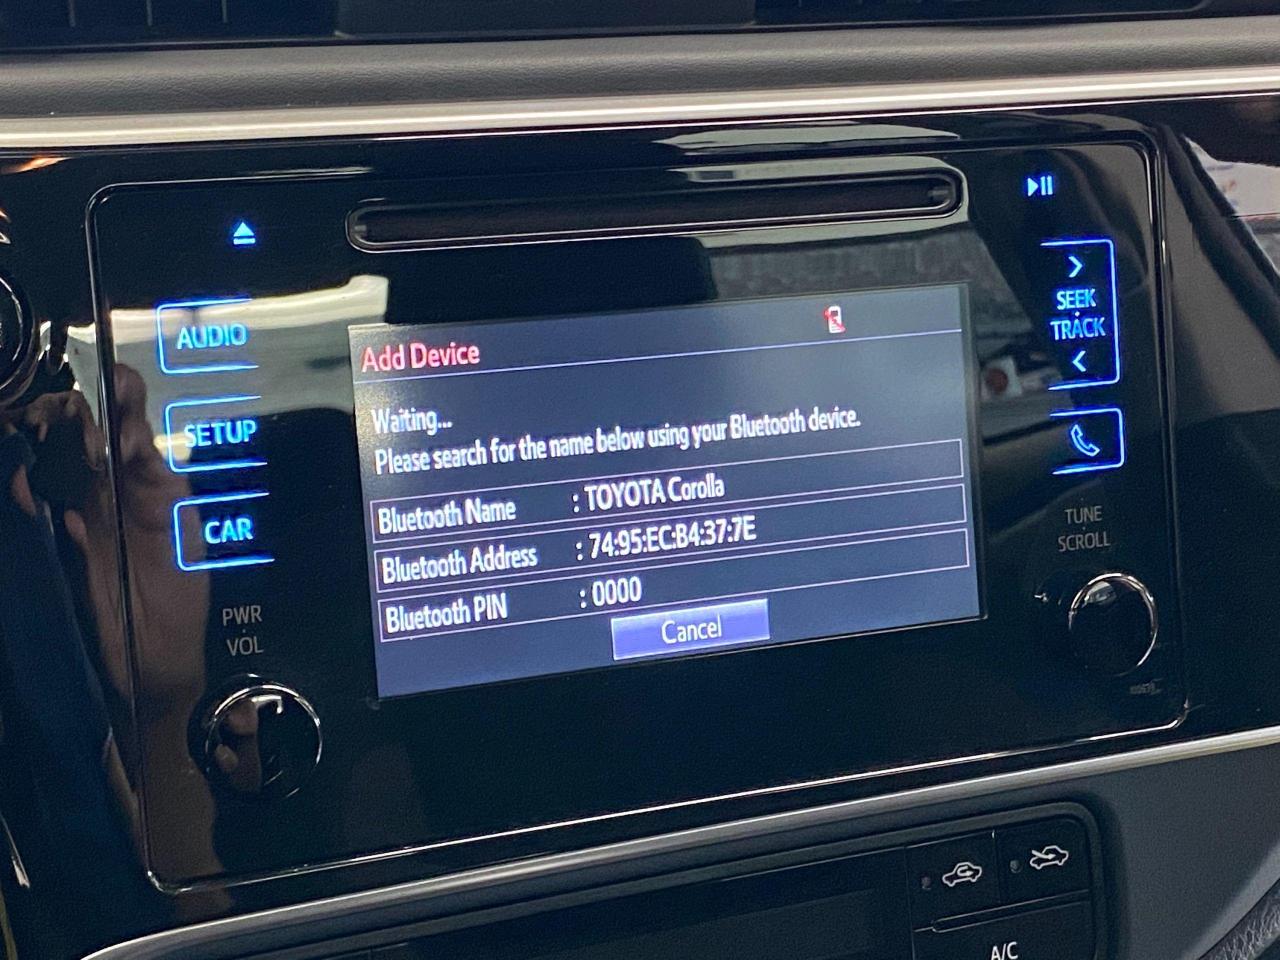 AUDIO
SETUP
CAR
PWR
VOL
Add Device
Waiting...
Please search for the name below using your Bluetooth device.
Bluetooth Name : TOYOTA Corolla
Bluetooth Address : 74:95:EC:B4:37:7E
Bluetooth PIN : 0000
Cancel
SEEK
TRACK
TUNE
SCROLL
A/C